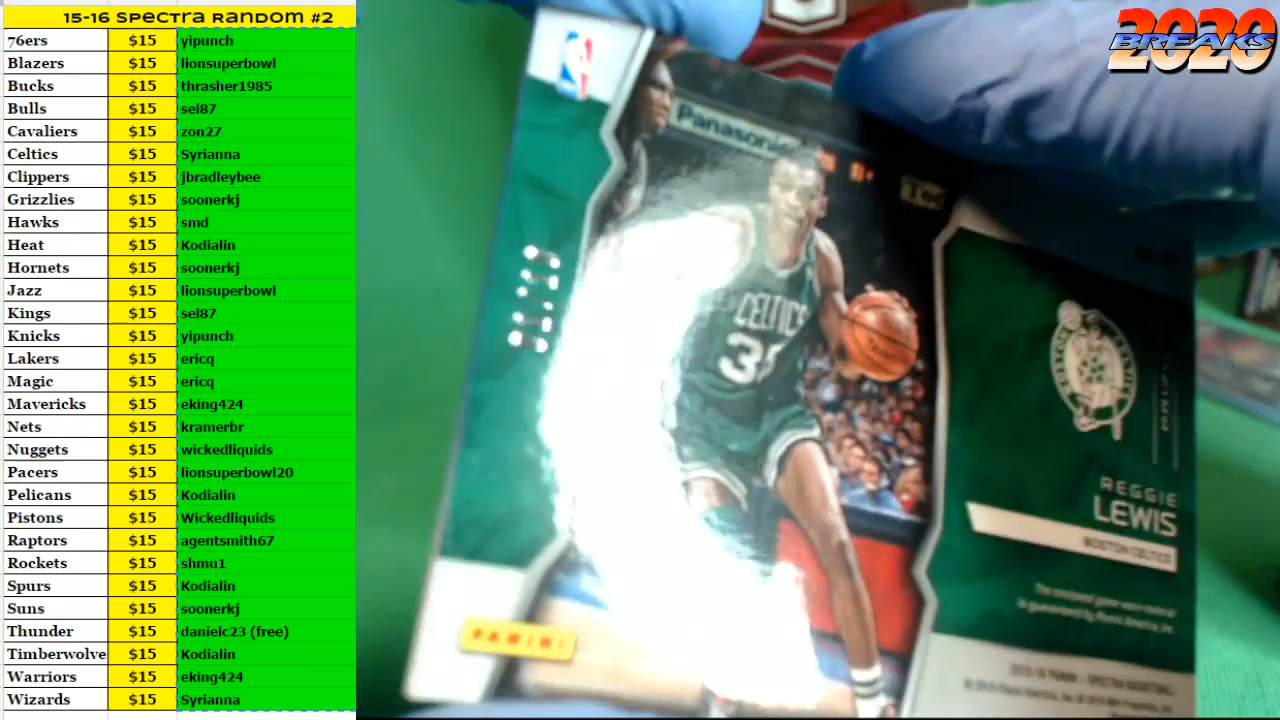 15-16 Spectra Random #2
76ers $15 yipunch
Blazers $15 lionsuperbowl
Bucks $15 thrasher1985
Bulls $15 sel87
Cavaliers $15 zon27
Celtics $15 Syrianna
Clippers $15 jbradleybee
Grizzlies $15 soonerkj
Hawks $15 smd
Heat $15 Kodialin
Hornets $15 soonerkj
Jazz $15 lionsuperbowl
Kings $15 sel87
Knicks $15 yipunch
Lakers $15 ericq
Magic $15 ericq
Mavericks $15 eking424
Nets $15 kramerbr
Nuggets $15 wickedliquids
Pacers $15 lionsuperbowl20
Pelicans $15 Kodialin
Pistons $15 Wickedliquids
Raptors $15 agentsmith67
Rockets $15 shmu1
Spurs $15 Kodialin
Suns $15 soonerkj
Thunder $15 danielc23 (free)
Timberwolve $15 Kodialin
Warriors $15 eking424
Wizards $15 Syrianna
2020
BREAKS
Panasonic
CELTICS
REGGIE
LEWIS
BOSTON CELTICS
PANINI